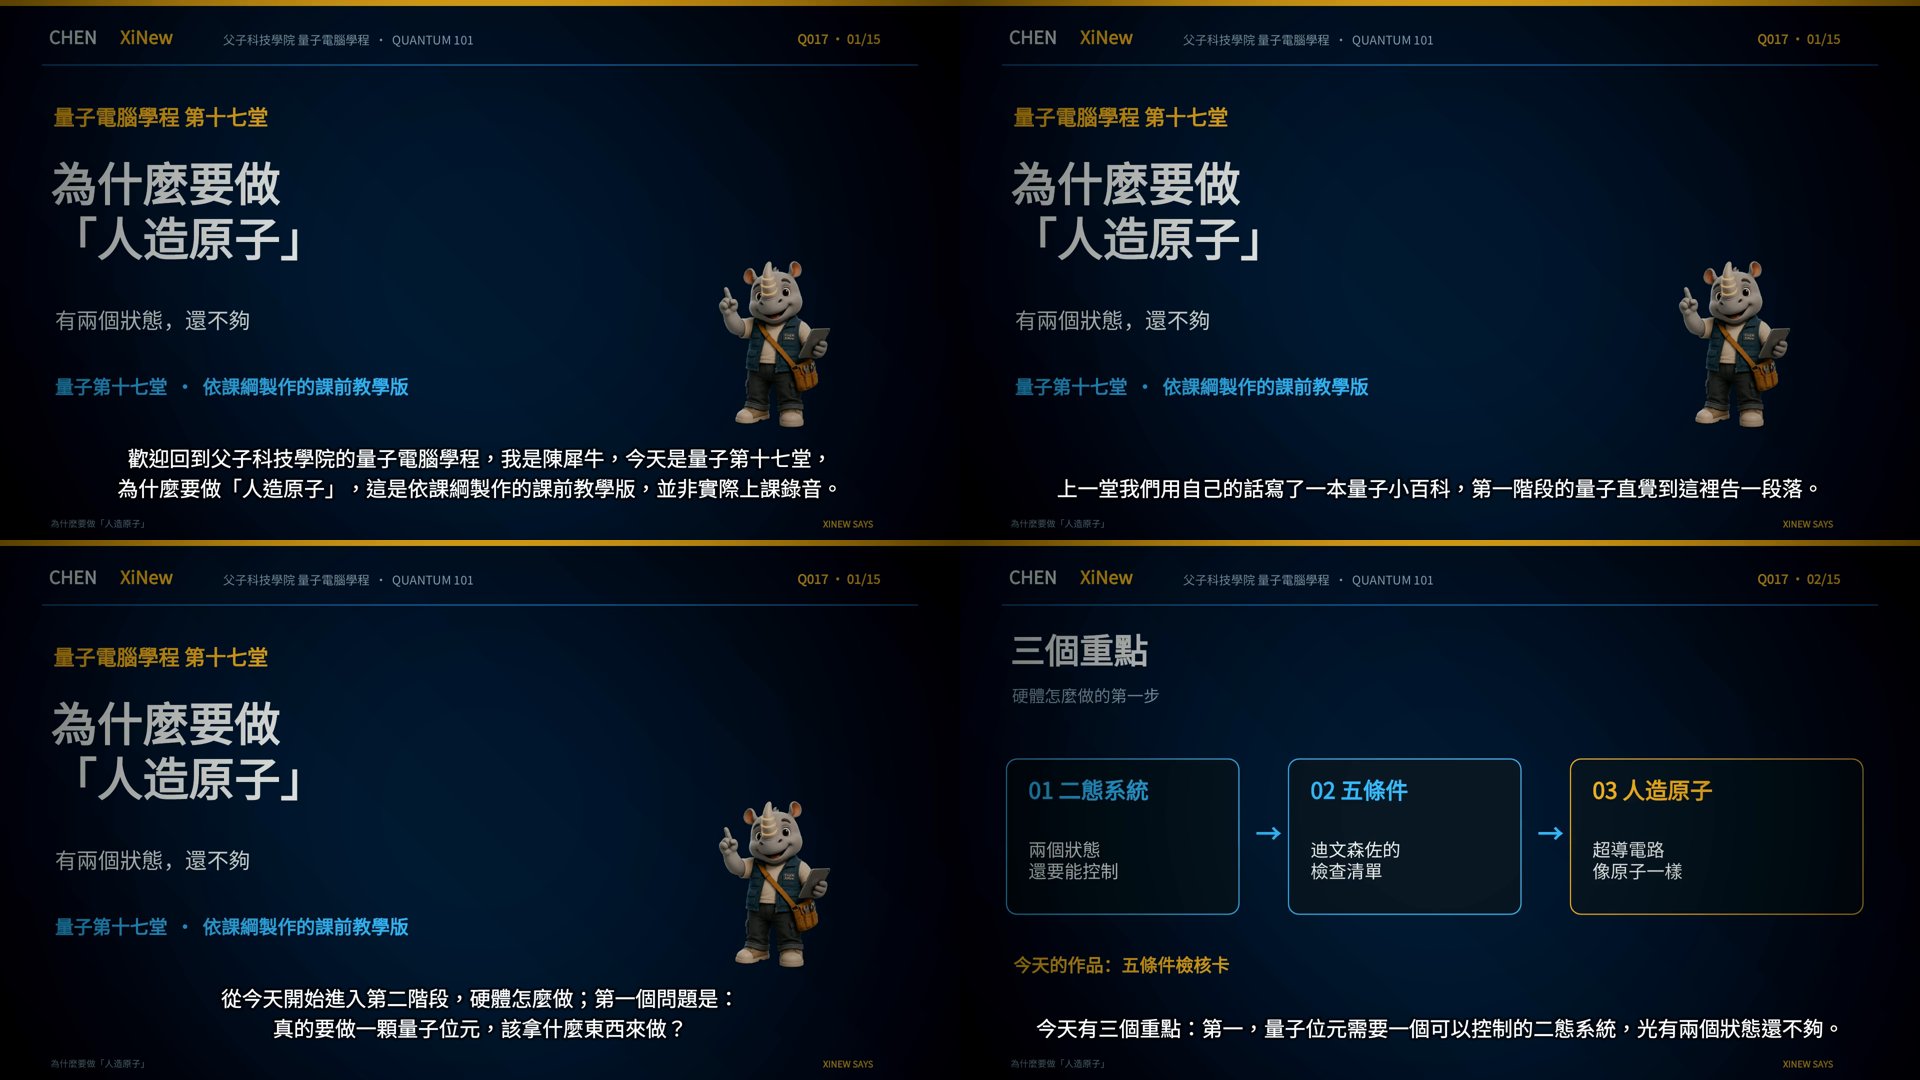 CHEN XiNew 父子科技學院 量子電腦學程 · QUANTUM 101 Q017 · 01/15
量子電腦學程 第十七堂
為什麼要做
「人造原子」
有兩個狀態，還不夠
量子第十七堂 · 依課綱製作的課前教學版
歡迎回到父子科技學院的量子電腦學程，我是陳犀牛，今天是量子第十七堂，
為什麼要做「人造原子」，這是依課綱製作的課前教學版，並非實際上課錄音。
為什麼要做「人造原子」 XINEW SAYS
CHEN XiNew 父子科技學院 量子電腦學程 · QUANTUM 101 Q017 · 01/15
量子電腦學程 第十七堂
為什麼要做
「人造原子」
有兩個狀態，還不夠
量子第十七堂 · 依課綱製作的課前教學版
上一堂我們用自己的話寫了一本量子小百科，第一階段的量子直覺到這裡告一段落。
為什麼要做「人造原子」 XINEW SAYS
CHEN XiNew 父子科技學院 量子電腦學程 · QUANTUM 101 Q017 · 01/15
量子電腦學程 第十七堂
為什麼要做
「人造原子」
有兩個狀態，還不夠
量子第十七堂 · 依課綱製作的課前教學版
從今天開始進入第二階段，硬體怎麼做；第一個問題是：
真的要做一顆量子位元，該拿什麼東西來做？
為什麼要做「人造原子」 XINEW SAYS
CHEN XiNew 父子科技學院 量子電腦學程 · QUANTUM 101 Q017 · 02/15
三個重點
硬體怎麼做的第一步
01 二態系統
兩個狀態
還要能控制
→
02 五條件
迪文森佐的
檢查清單
→
03 人造原子
超導電路
像原子一樣
今天的作品：五條件檢核卡
今天有三個重點：第一，量子位元需要一個可以控制的二態系統，光有兩個狀態還不夠。
為什麼要做「人造原子」 XINEW SAYS